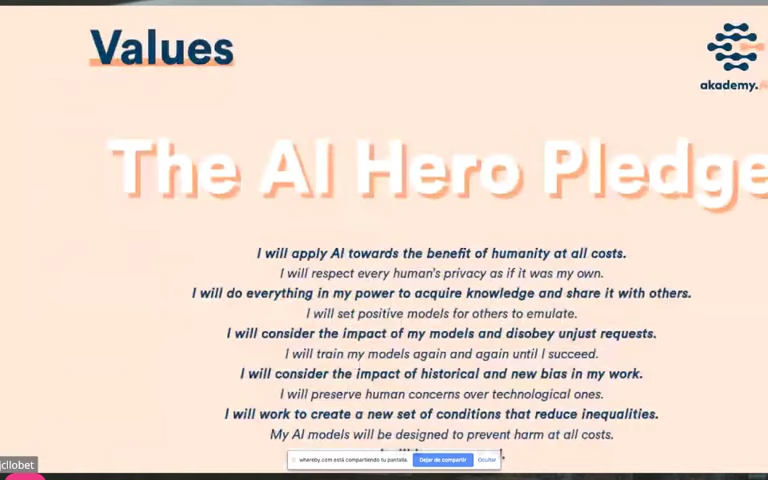 Values
akademy.
The AI Hero Pledge
I will apply AI towards the benefit of humanity at all costs.
I will respect every human's privacy as if it was my own.
I will do everything in my power to acquire knowledge and share it with others.
I will set positive models for others to emulate.
I will consider the impact of my models and disobey unjust requests.
I will train my models again and again until I succeed.
I will consider the impact of historical and new bias in my work.
I will preserve human concerns over technological ones.
I will work to create a new set of conditions that reduce inequalities.
My AI models will be designed to prevent harm at all costs.
jcllobet
whereby.com está compartiendo tu pantalla. Dejar de compartir Ocultar